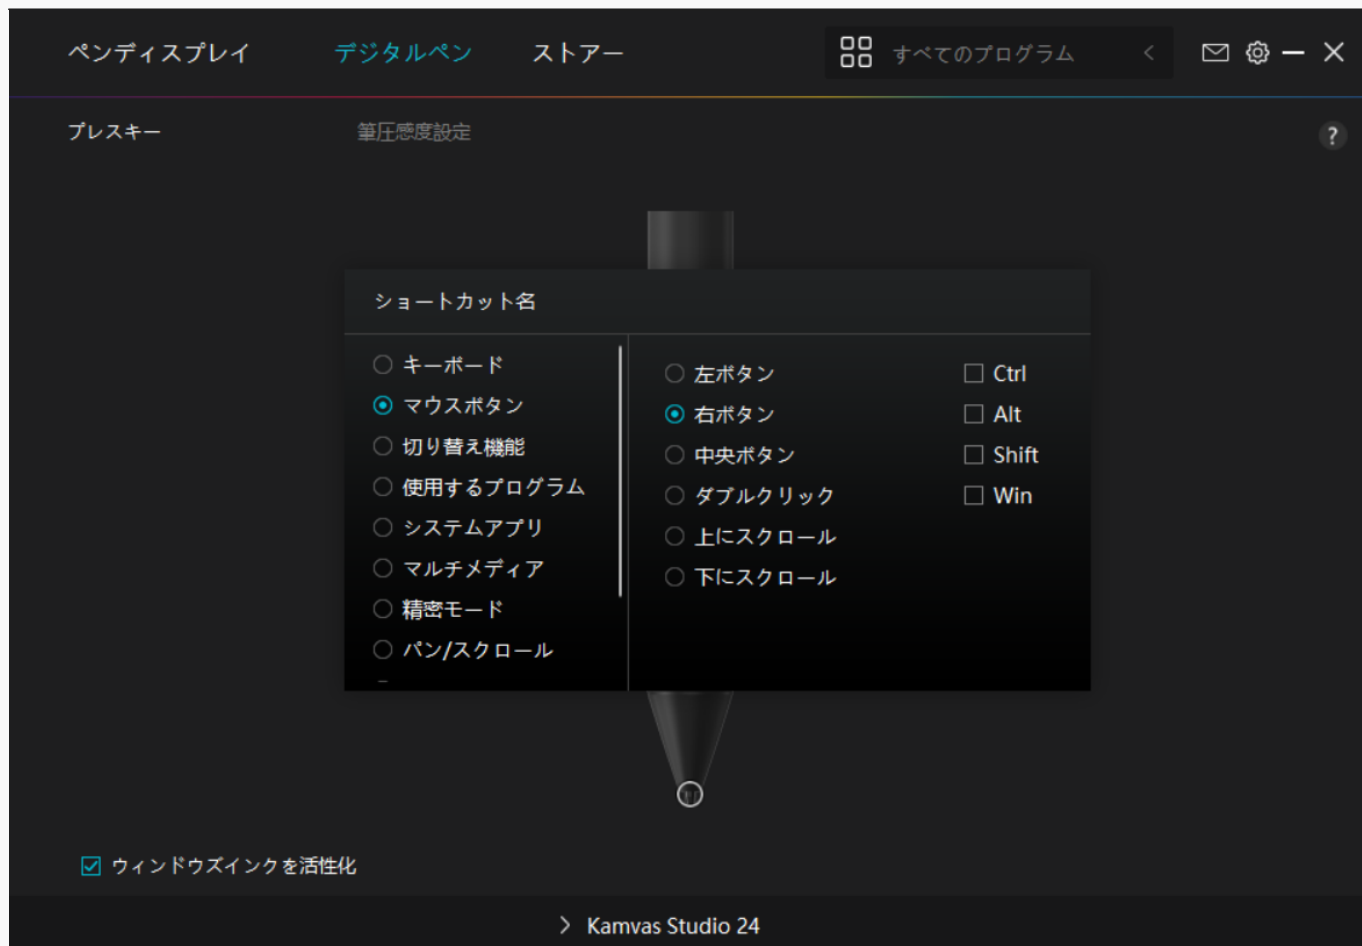 ペンディスプレイ デジタルペン ストアー すべてのプログラム
プレスキー 筆圧感度設定 ?
ショートカット名
キーボード
マウスボタン
切り替え機能
使用するプログラム
システムアプリ
マルチメディア
精密モード
パン/スクロール
左ボタン
右ボタン
中央ボタン
ダブルクリック
上にスクロール
下にスクロール
Ctrl
Alt
Shift
Win
ウィンドウズインクを活性化
Kamvas Studio 24